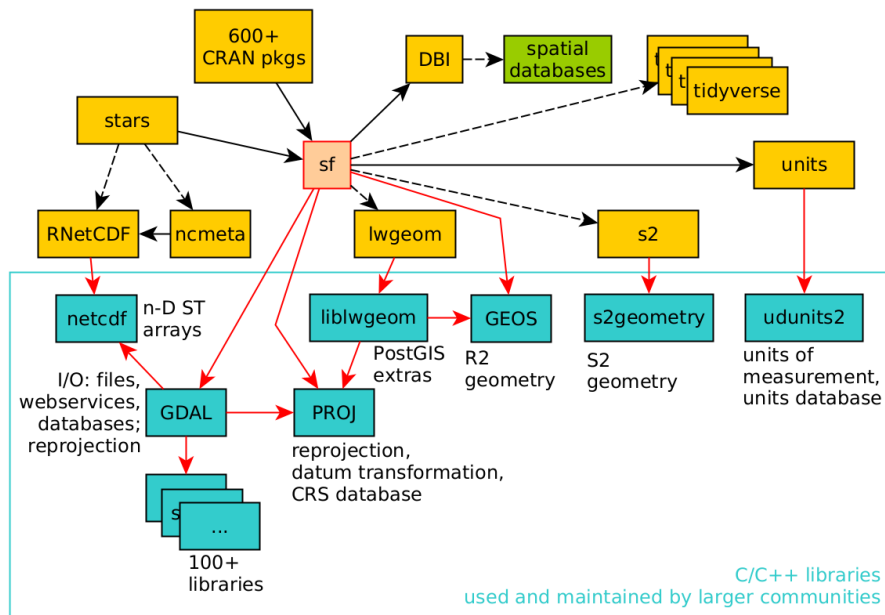 600+
CRAN pkgs
DBI
spatial
databases
t
t
t
tidyverse
stars
sf
units
RNetCDF
ncmeta
lwgeom
s2
netcdf
n-D ST
arrays
liblwgeom
GEOS
s2geometry
udunits2
PostGIS
extras
R2
geometry
S2
geometry
units of
measurement,
units database
I/O: files,
webservices,
databases;
reprojection
GDAL
PROJ
reprojection,
datum transformation,
CRS database
s
...
100+
libraries
C/C++ libraries
used and maintained by larger communities